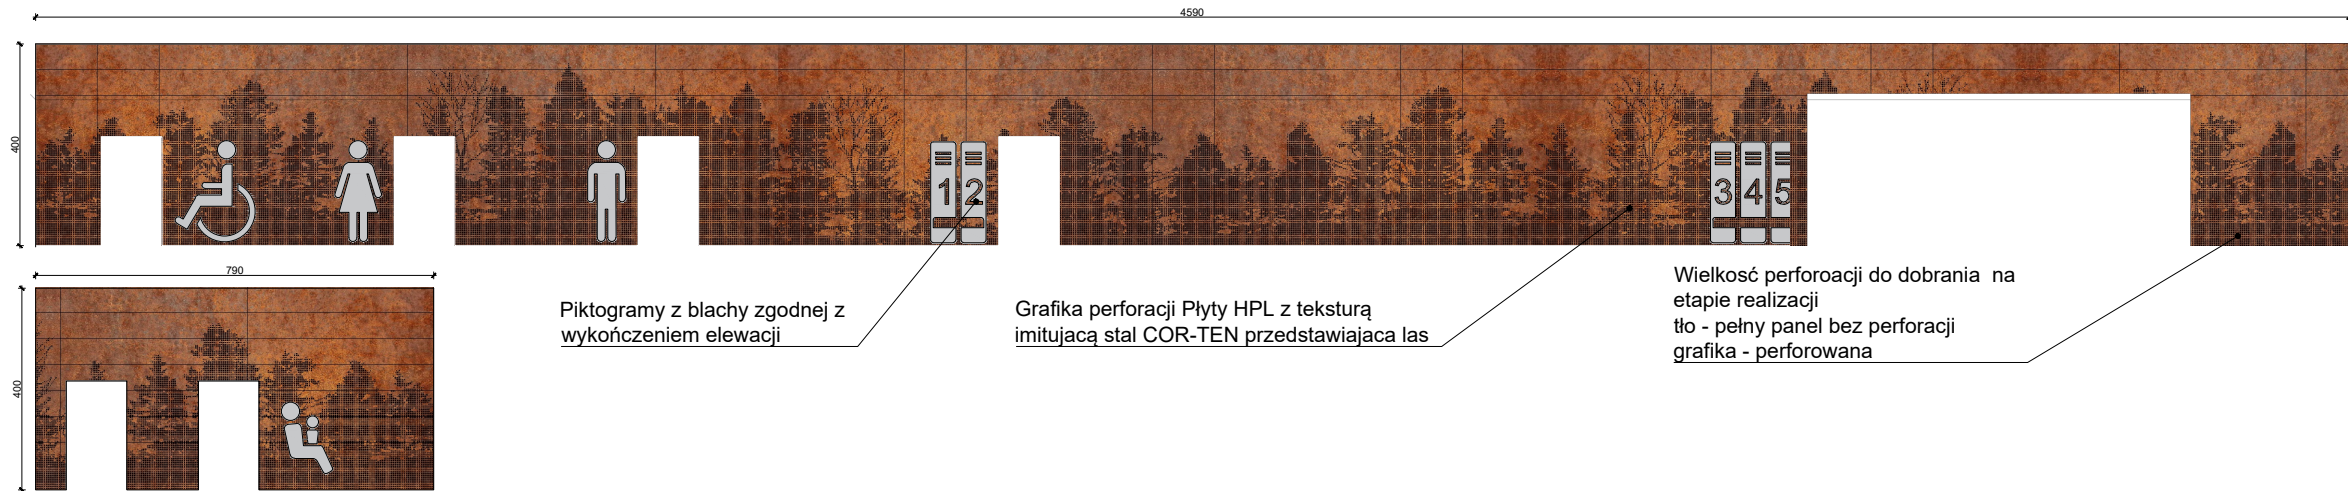 4590
400
1 2
3 4 5
790
400
Piktogramy z blachy zgodnej z
wykończeniem elewacji
Grafika perforacji Płyty HPL z teksturą
imitujacą stal COR-TEN przedstawiajaca las
Wielkosć perforoacji do dobrania na
etapie realizacji
tło - pełny panel bez perforacji
grafika - perforowana